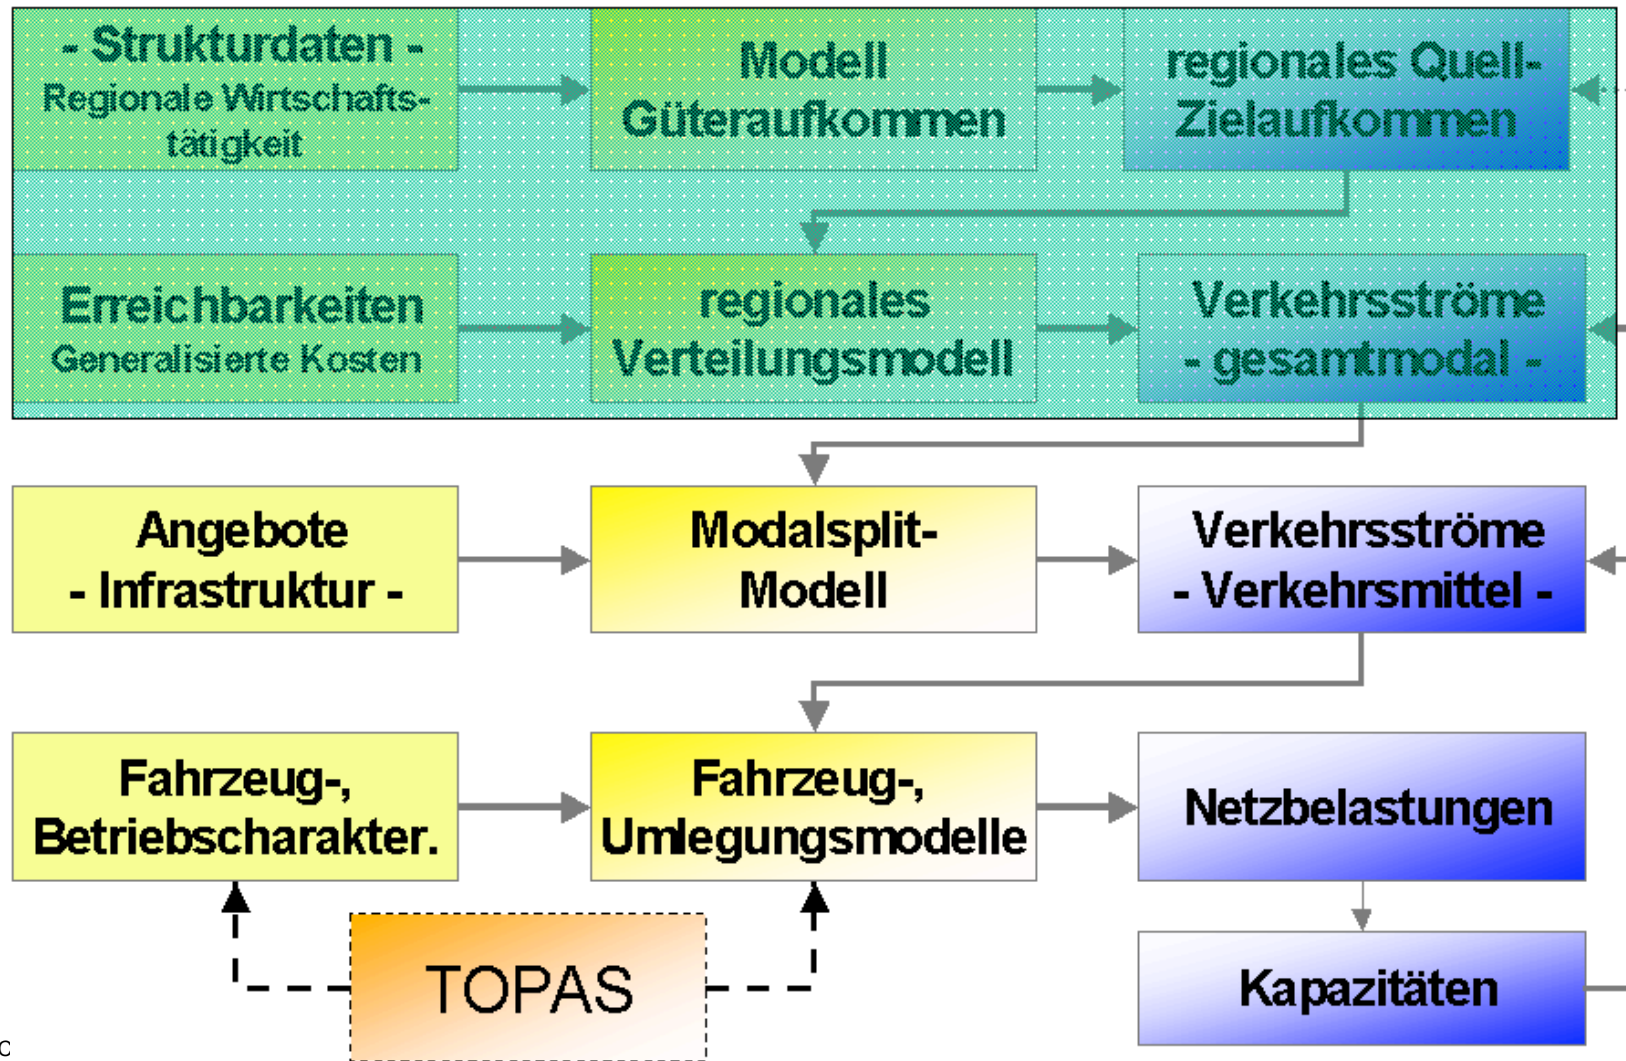 - Strukturdaten -
Regionale Wirtschafts-
tätigkeit
Modell
Güteraufkommen
regionales Quell-
Zielaufkommen
Erreichbarkeiten
Generalisierte Kosten
regionales
Verteilungsmodell
Verkehrsströme
- gesamtmodal -
Angebote
- Infrastruktur -
Modalsplit-
Modell
Verkehrsströme
- Verkehrsmittel -
Fahrzeug-,
Betriebscharakter.
Fahrzeug-,
Umlegungsmodelle
Netzbelastungen
TOPAS
Kapazitäten